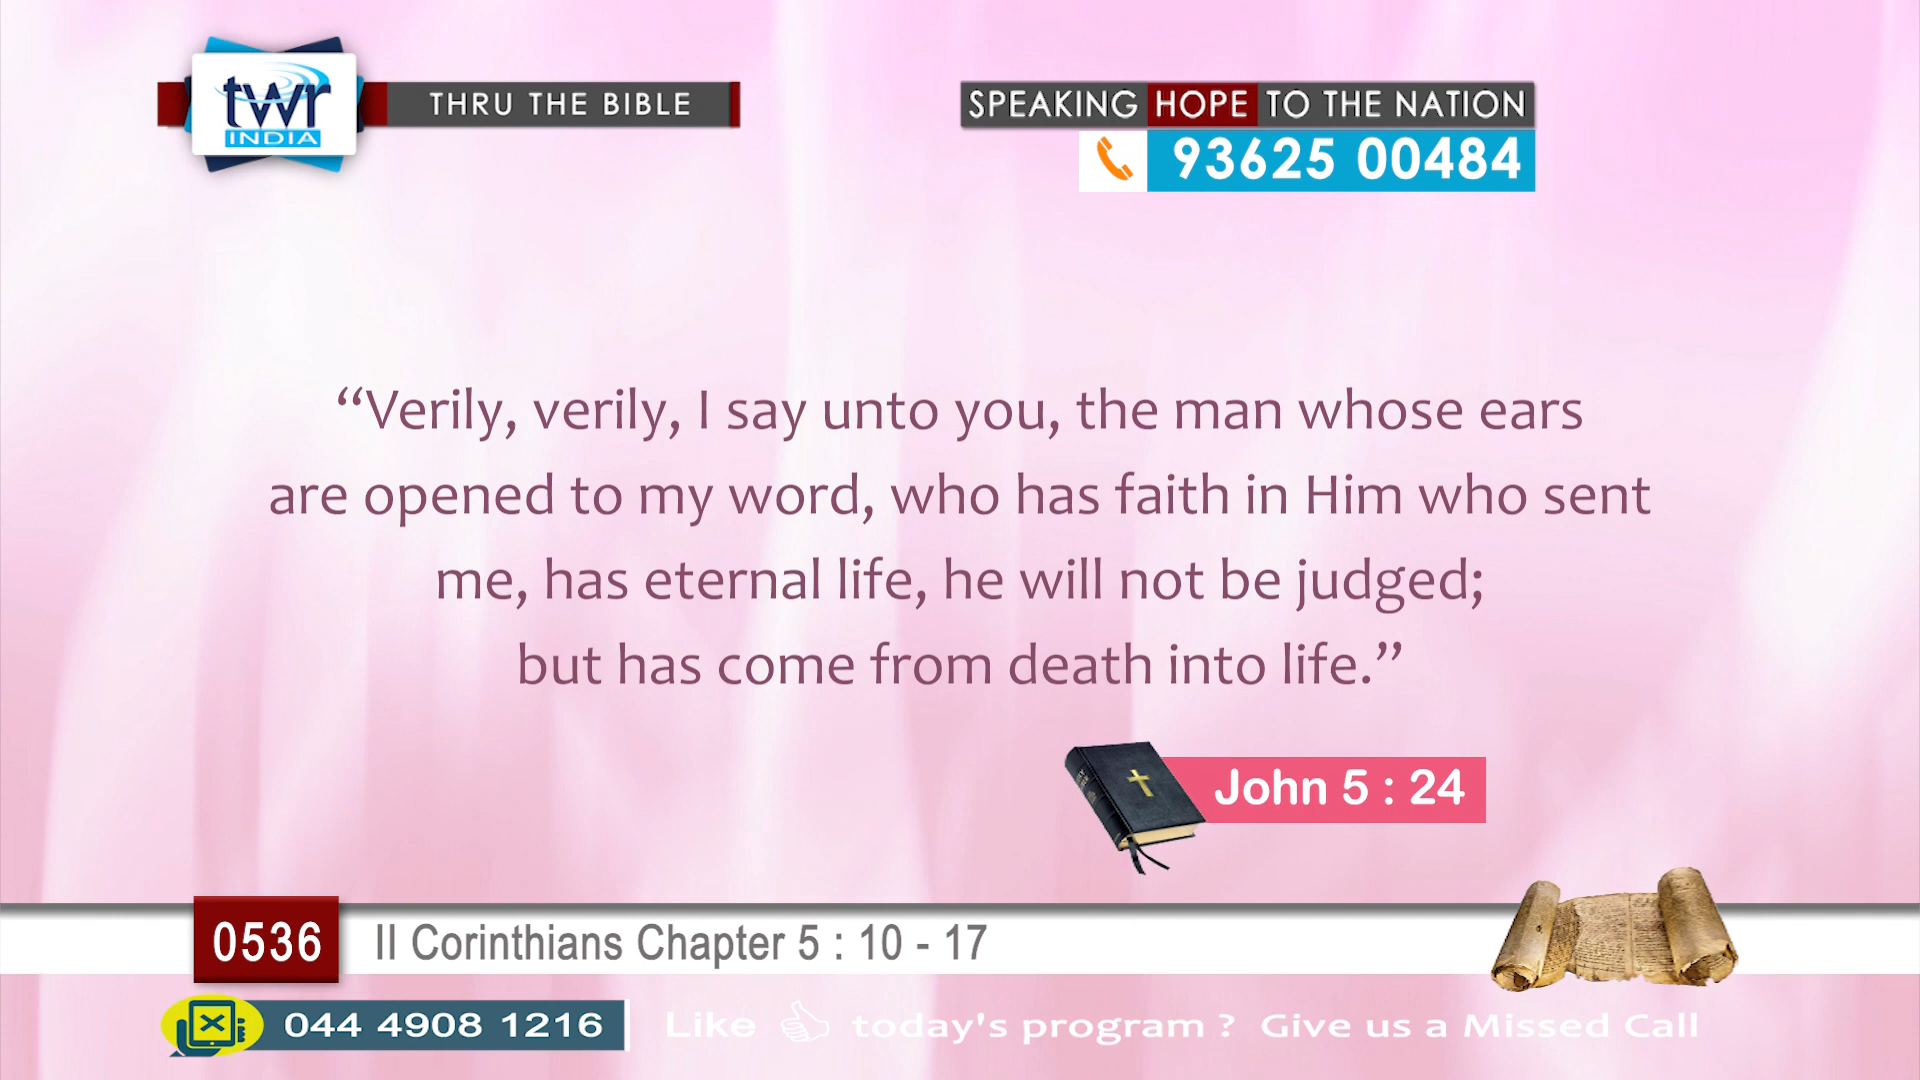 twr
INDIA
THRU THE BIBLE
SPEAKING HOPE TO THE NATION
93625 00484
“Verily, verily, I say unto you, the man whose ears
are opened to my word, who has faith in Him who sent
me, has eternal life, he will not be judged;
but has come from death into life.”
John 5 : 24
0536
II Corinthians Chapter 5 : 10 - 17
044 4908 1216
Like today's program ? Give us a Missed Call